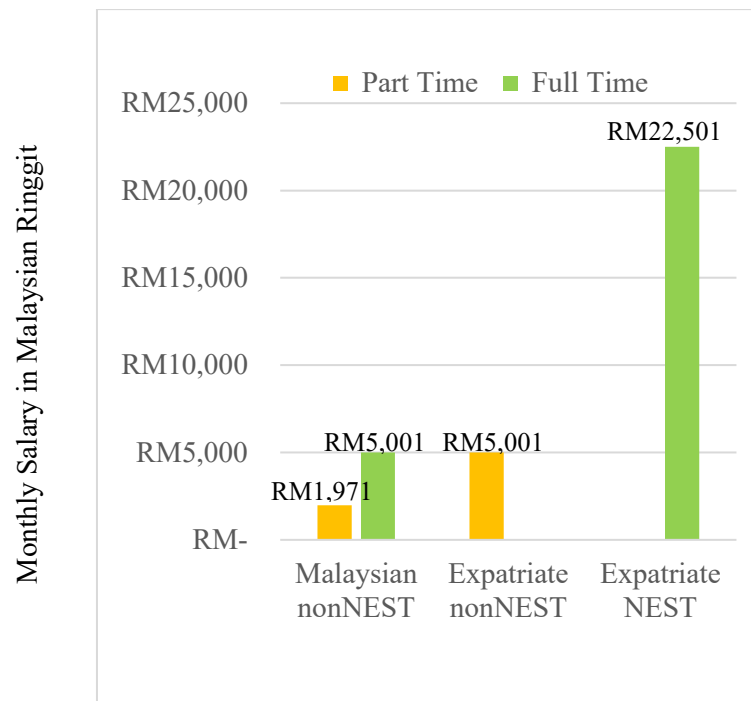 Monthly Salary in Malaysian Ringgit
Part Time Full Time
RM25,000
RM20,000
RM15,000
RM10,000
RM5,000
RM-
RM1,971
RM5,001
RM5,001
RM22,501
Malaysian
nonNEST
Expatriate
nonNEST
Expatriate
NEST